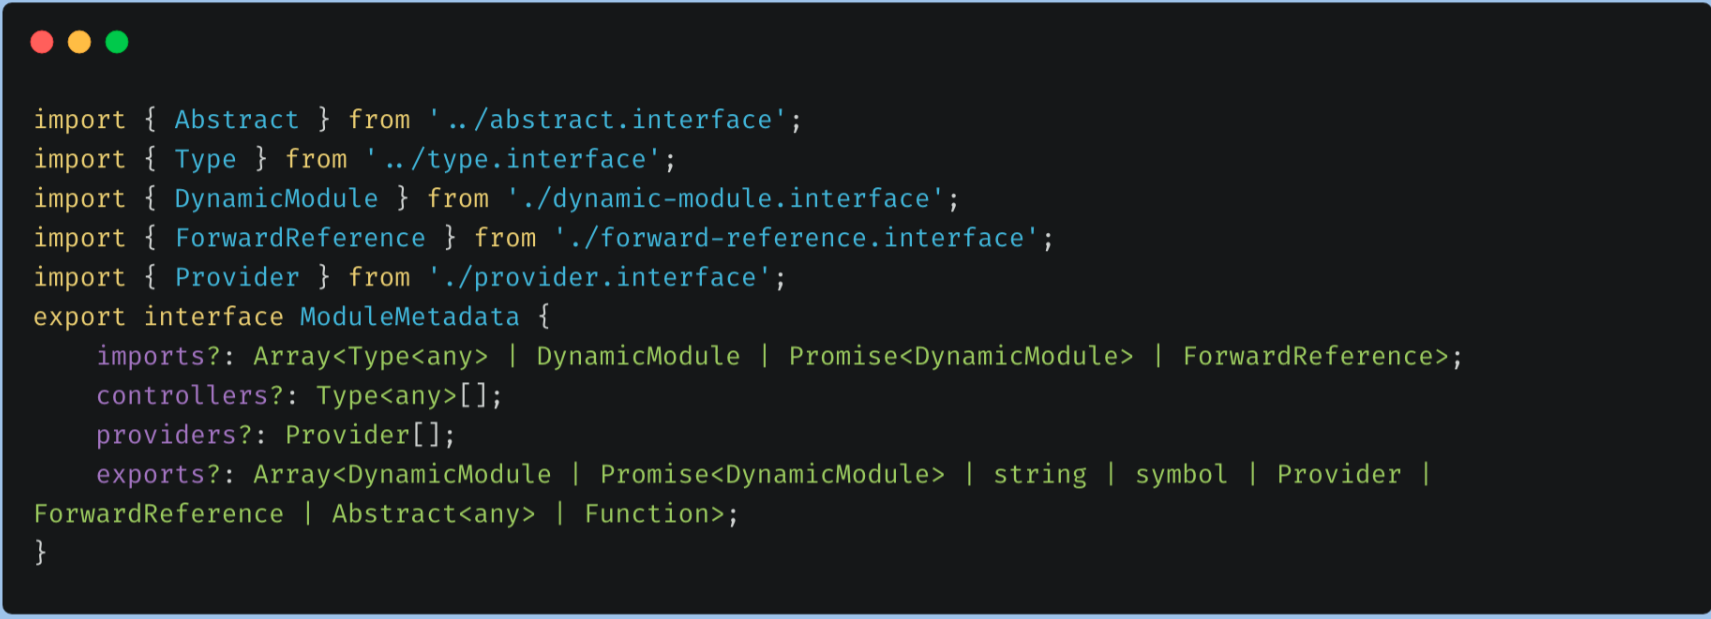 import { Abstract } from '../abstract.interface';
import { Type } from '../type.interface';
import { DynamicModule } from './dynamic-module.interface';
import { ForwardReference } from './forward-reference.interface';
import { Provider } from './provider.interface';
export interface ModuleMetadata {
    imports?: Array<Type<any> | DynamicModule | Promise<DynamicModule> | ForwardReference>;
    controllers?: Type<any>[];
    providers?: Provider[];
    exports?: Array<DynamicModule | Promise<DynamicModule> | string | symbol | Provider |
ForwardReference | Abstract<any> | Function>;
}